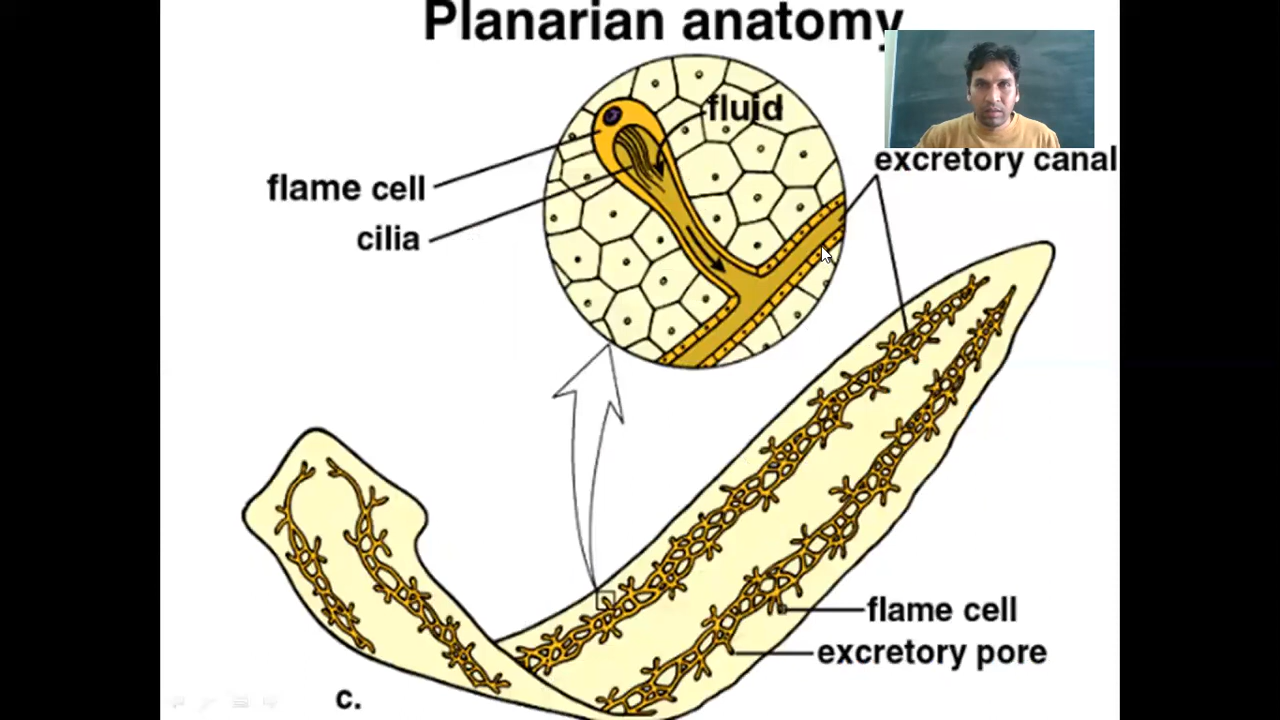 Planarian anatomy
fluid
excretory canal
flame cell
cilia
flame cell
excretory pore
c.